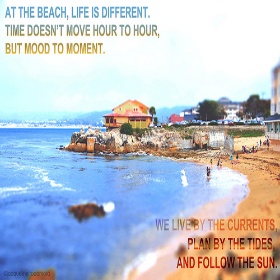 AT THE BEACH, LIFE IS DIFFERENT.
TIME DOESN'T MOVE HOUR TO HOUR,
BUT MOOD TO MOMENT.
WE LIVE BY THE CURRENTS,
PLAN BY THE TIDES
AND FOLLOW THE SUN.